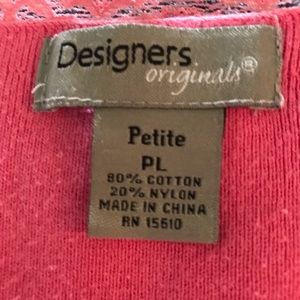 Designers
originals®
Petite
PL
80% COTTON
20% NYLON
MADE IN CHINA
RN 15610